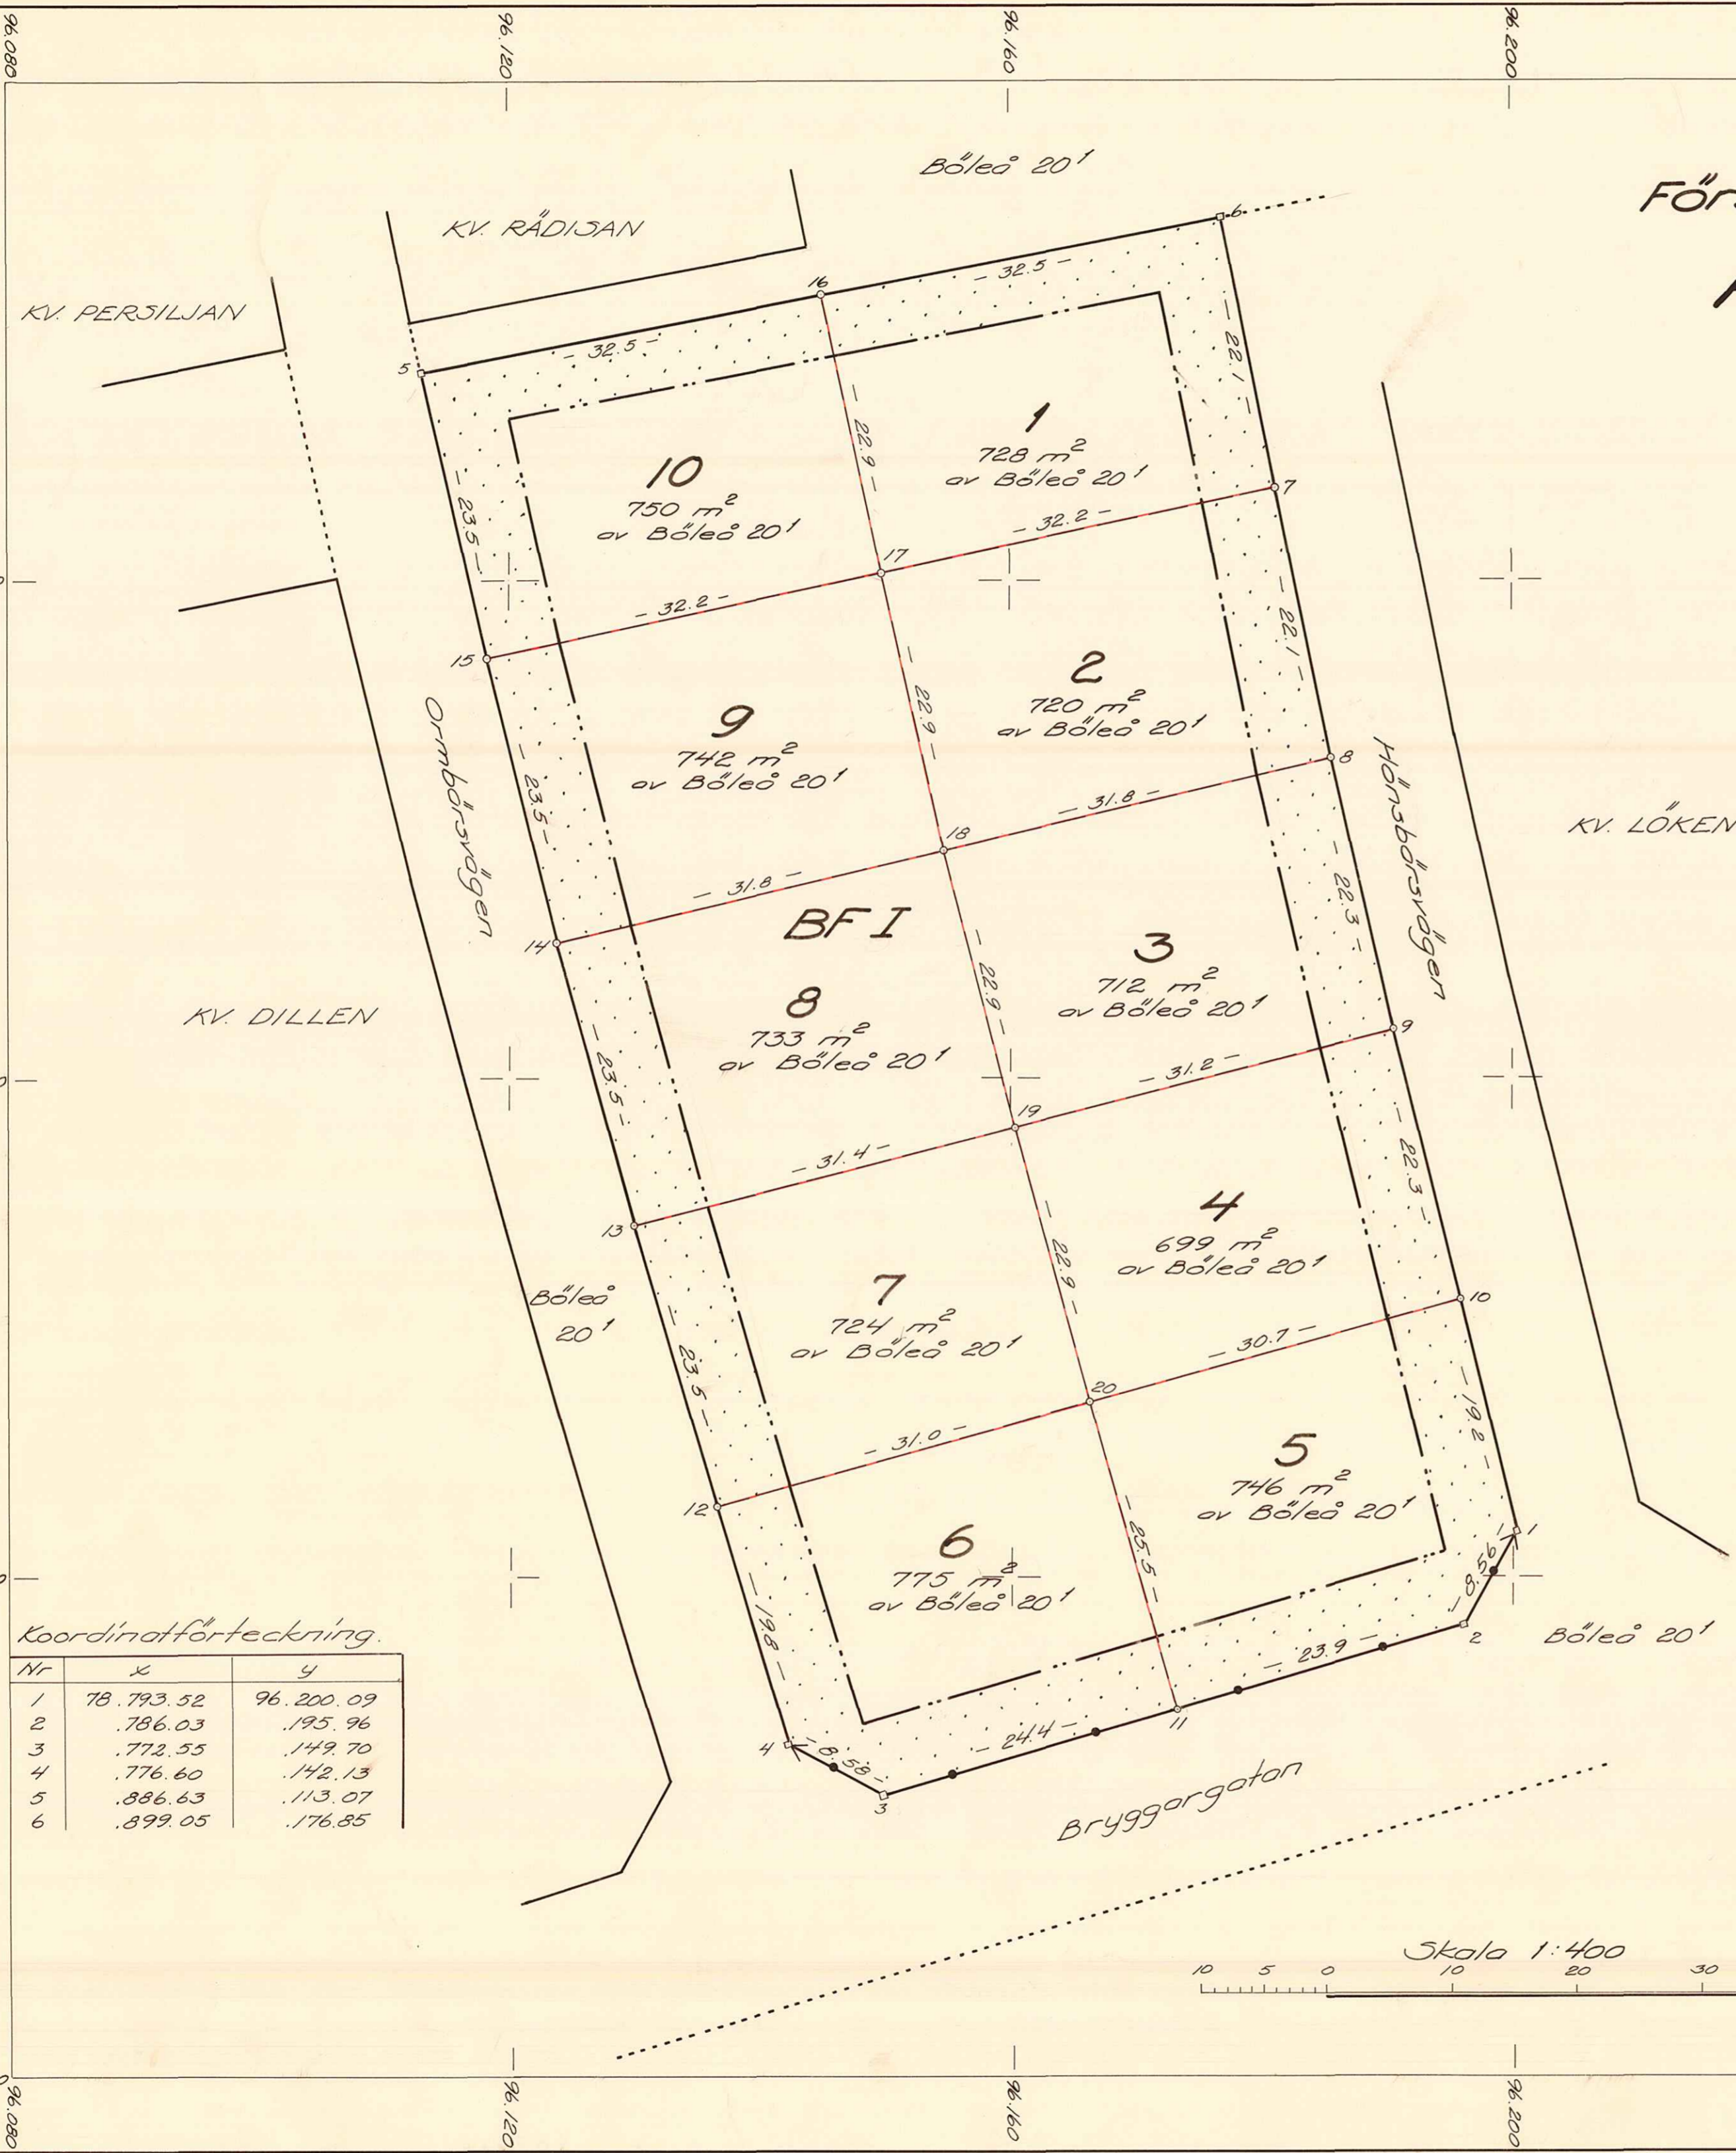 96.080
96.120
96.160
96.200
Böleå 20¹
KV. RÄDISAN
KV. PERSILJAN
6
- 32.5 -
16
- 32.5 -
5
- 22.1 -
- 22.9 -
- 23.5 -
1
728 m²
av Böleå 20¹
10
750 m²
av Böleå 20¹
7
- 32.2 -
17
- 32.2 -
15
- 22.1 -
- 22.9 -
- 23.5 -
2
720 m²
av Böleå 20¹
9
742 m²
av Böleå 20¹
Ormbärsvägen
Hönsbärsvägen
8
- 31.8 -
18
- 31.8 -
14
KV. LÖKEN
BF I
- 22.3 -
- 22.9 -
- 23.5 -
3
712 m²
av Böleå 20¹
8
733 m²
av Böleå 20¹
KV. DILLEN
9
- 31.2 -
19
- 31.4 -
13
- 22.3 -
- 22.9 -
- 23.5 -
4
699 m²
av Böleå 20¹
7
724 m²
av Böleå 20¹
Böleå
20¹
10
- 30.7 -
20
- 31.0 -
12
- 19.2 -
- 25.5 -
- 19.8 -
5
746 m²
av Böleå 20¹
6
775 m²
av Böleå 20¹
1
- 8.56 -
2
- 23.9 -
11
- 24.4 -
3
- 8.58 -
4
Böleå 20¹
Bryggargatan
Koordinatförteckning.
Nr x y
1 78.793.52 96.200.09
2 .786.03 .195.96
3 .772.55 .149.70
4 .776.60 .142.13
5 .886.63 .113.07
6 .899.05 .176.85
Skala 1:400
10 5 0 10 20 30
96.080
96.120
96.160
96.200